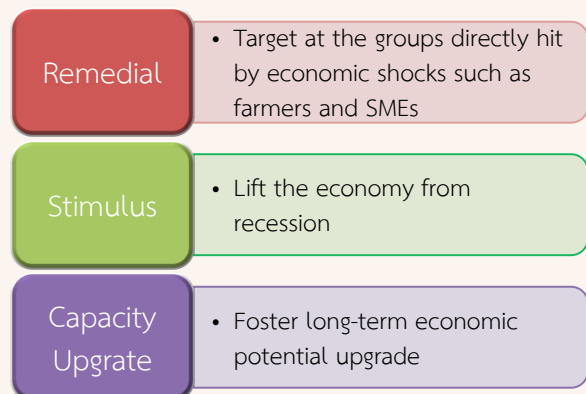 Remedial
• Target at the groups directly hit
by economic shocks such as
farmers and SMEs
Stimulus
• Lift the economy from
recession
Capacity
Upgrate
• Foster long-term economic
potential upgrade